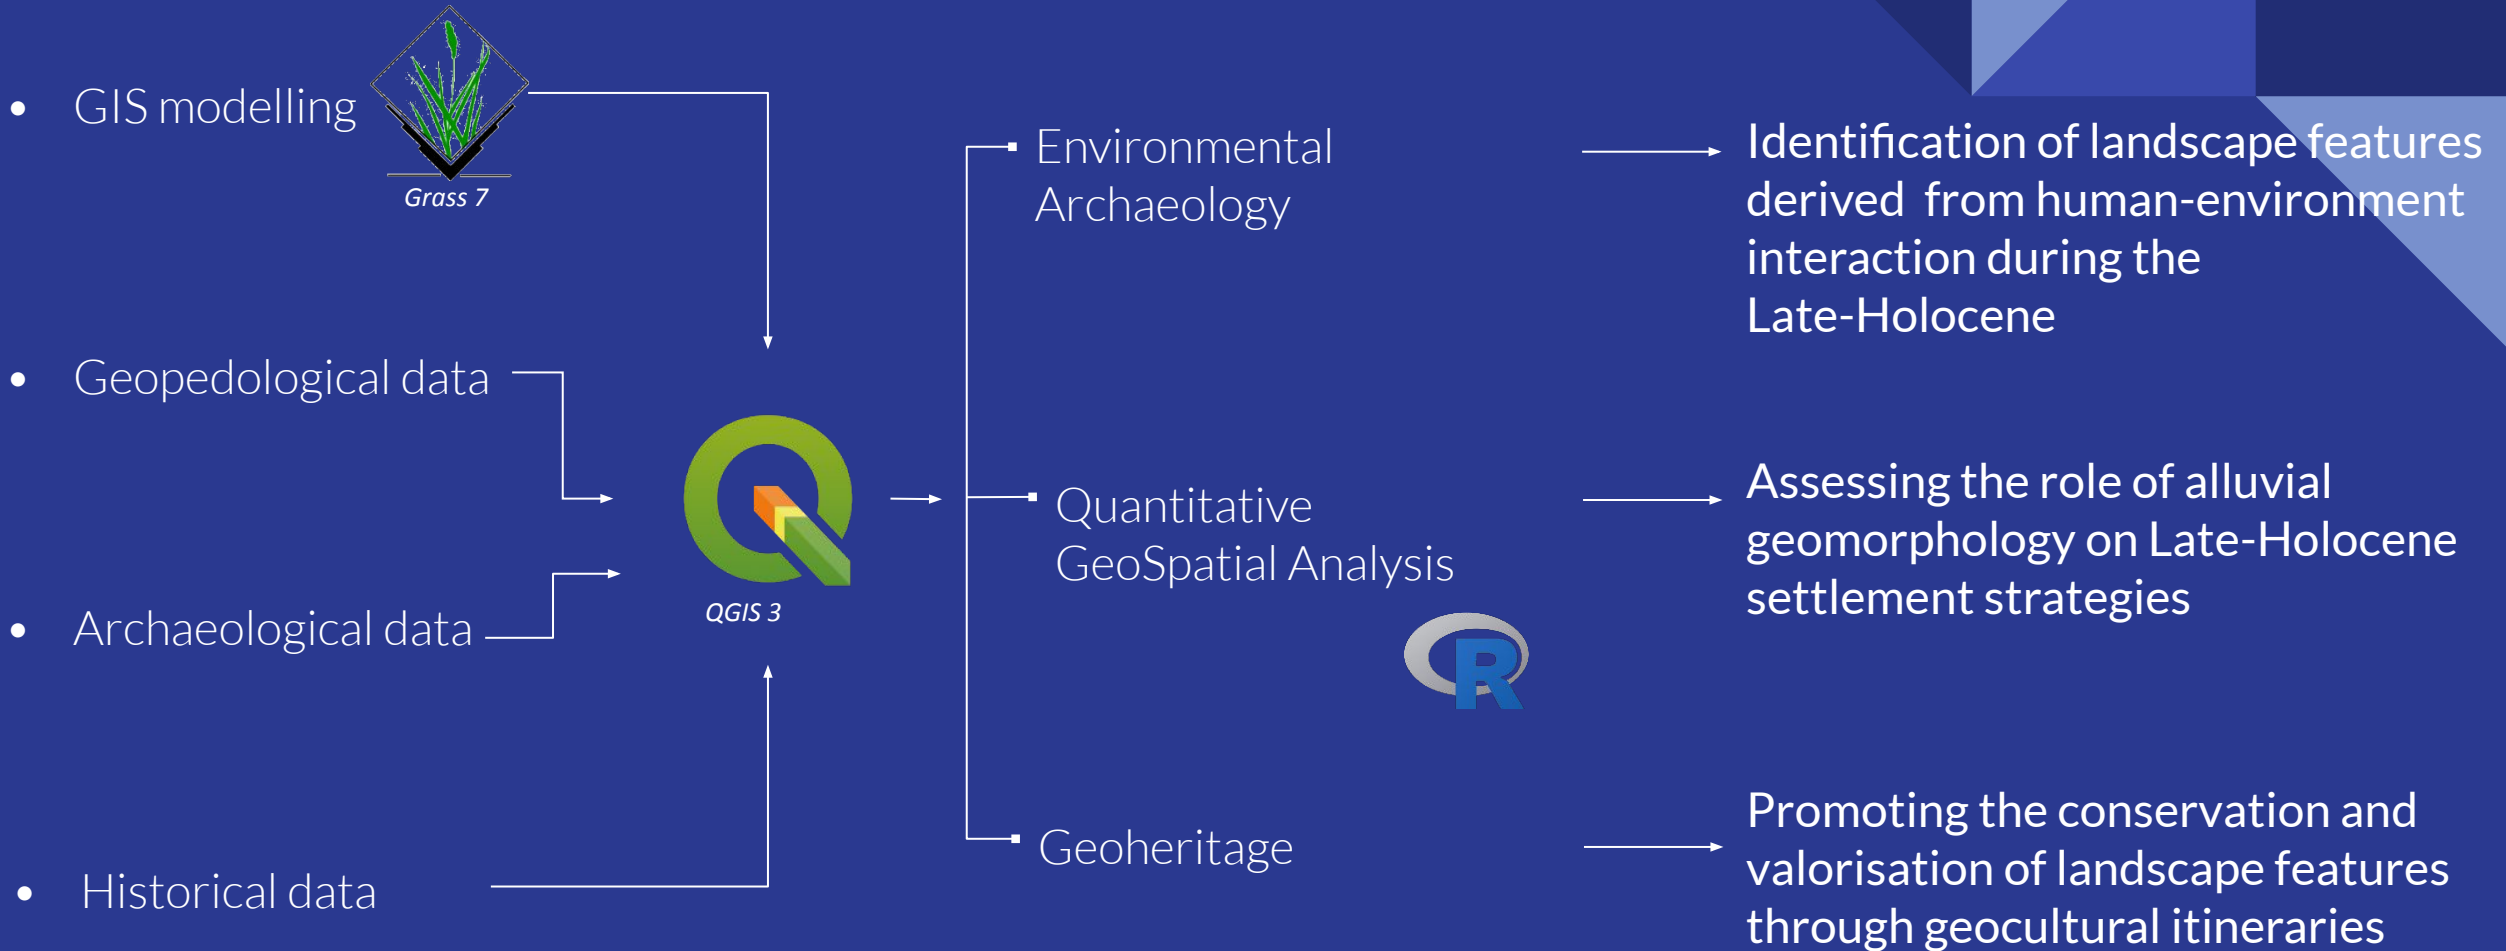 GIS modelling
Grass 7
Geopedological data
Archaeological data
Historical data
QGIS 3
Environmental
Archaeology
Quantitative
GeoSpatial Analysis
R
Geoheritage
Identification of landscape features
derived  from human-environment
interaction during the
Late-Holocene
Assessing the role of alluvial
geomorphology on Late-Holocene
settlement strategies
Promoting the conservation and
valorisation of landscape features
through geocultural itineraries